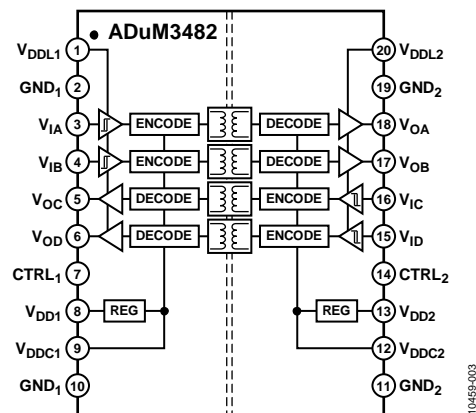 ADuM3482
VDDL1 1
20 VDDL2
GND1 2
19 GND2
VIA 3 ENCODE DECODE 18 VOA
VIB 4 ENCODE DECODE 17 VOB
VOC 5 DECODE ENCODE 16 VIC
VOD 6 DECODE ENCODE 15 VID
CTRL1 7
14 CTRL2
VDD1 8 REG REG 13 VDD2
VDDC1 9
12 VDDC2
GND1 10
11 GND2
10459-003